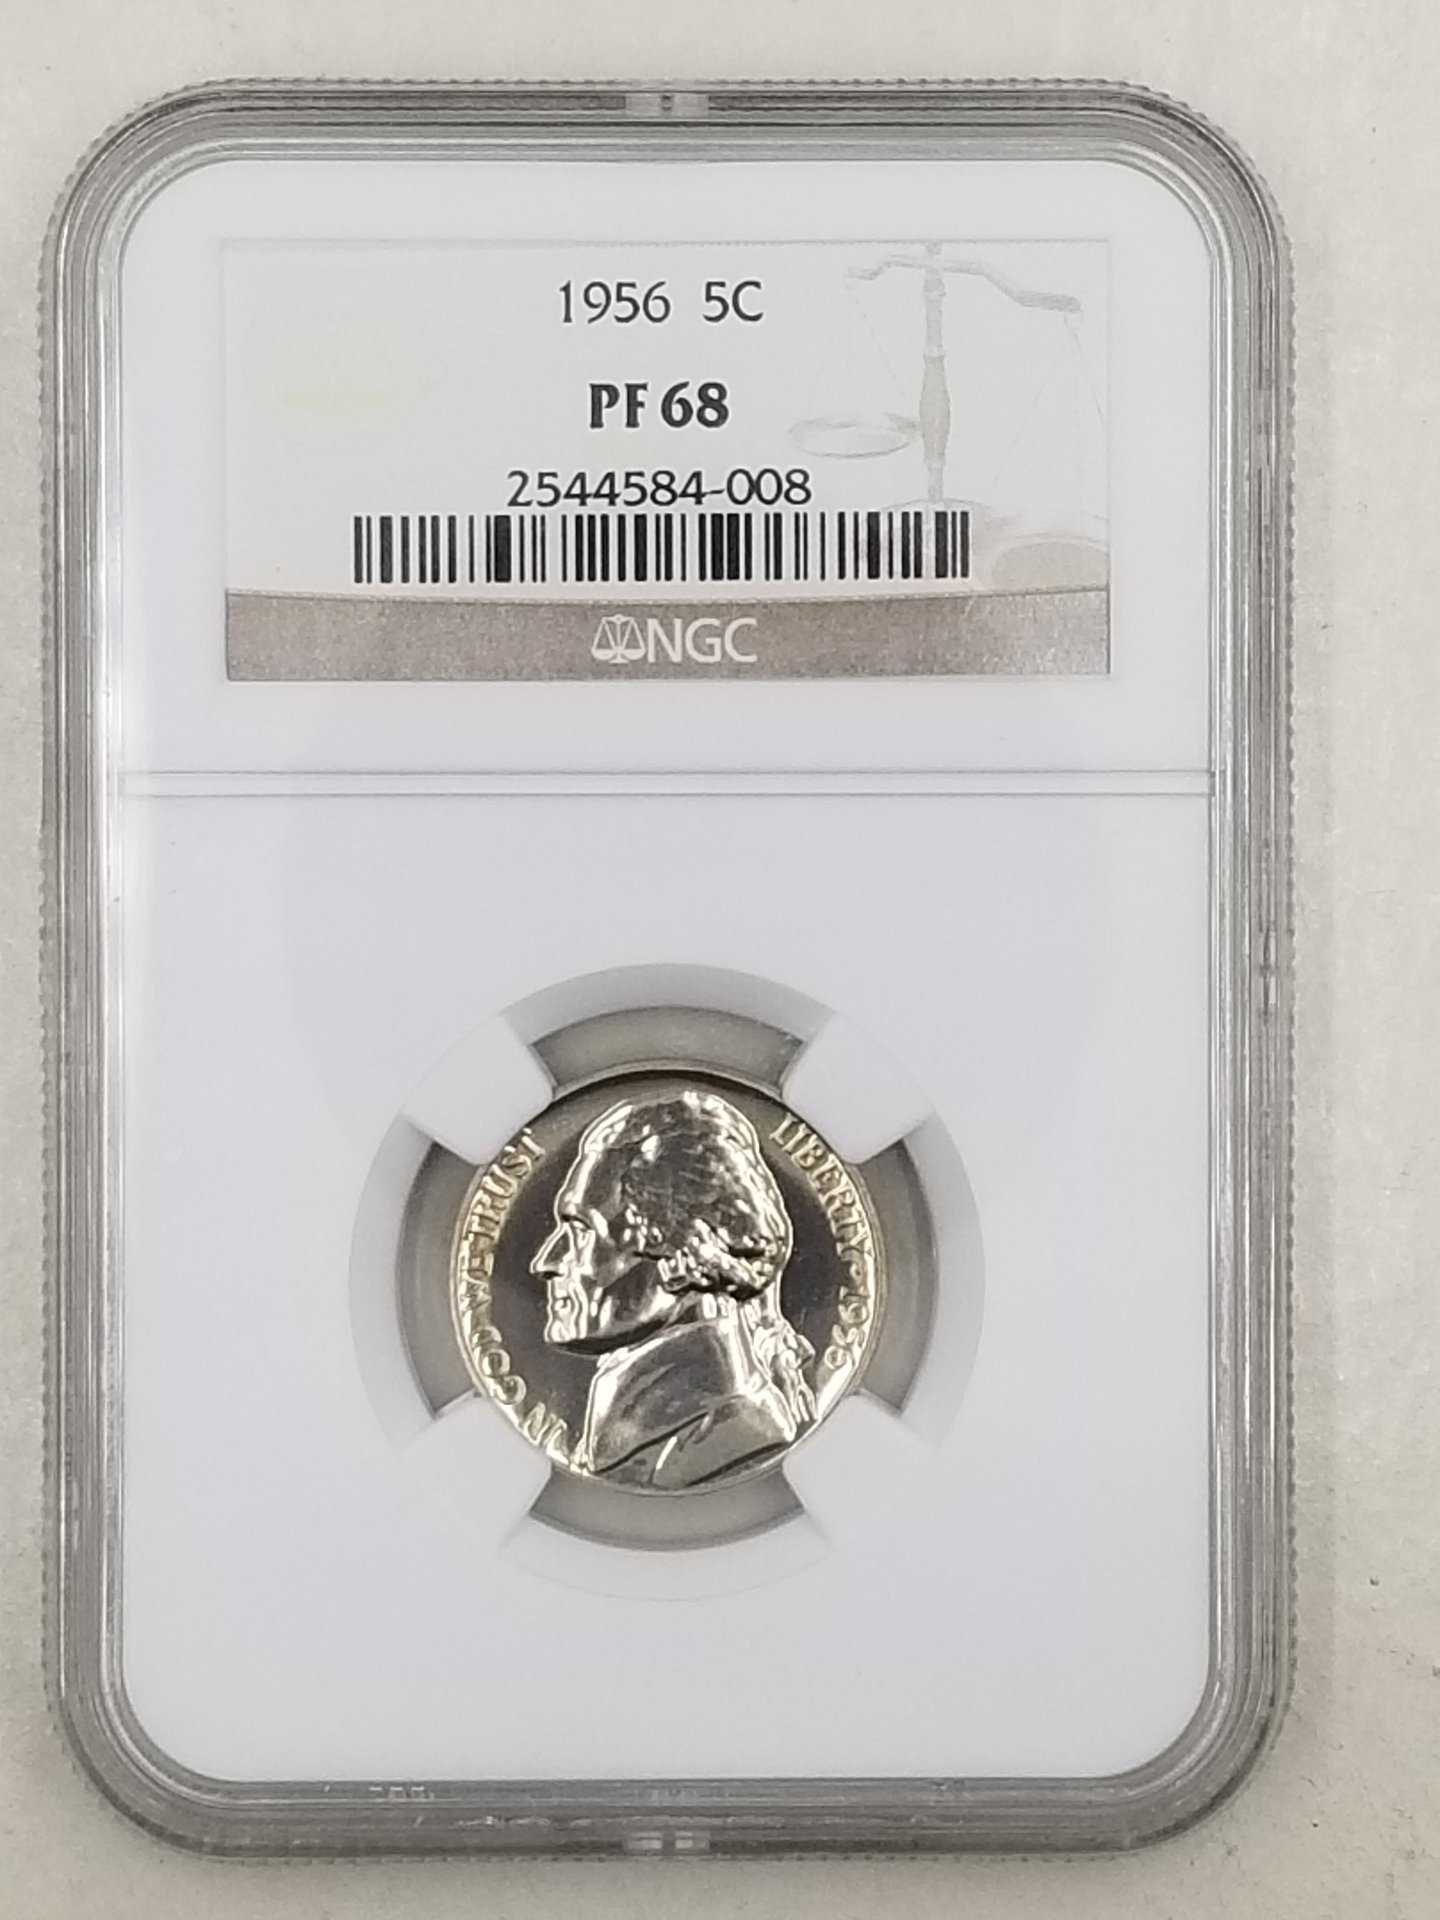 1956 5C
PF 68
2544584-008
NGC
IN GOD WE TRUST
LIBERTY · 1956